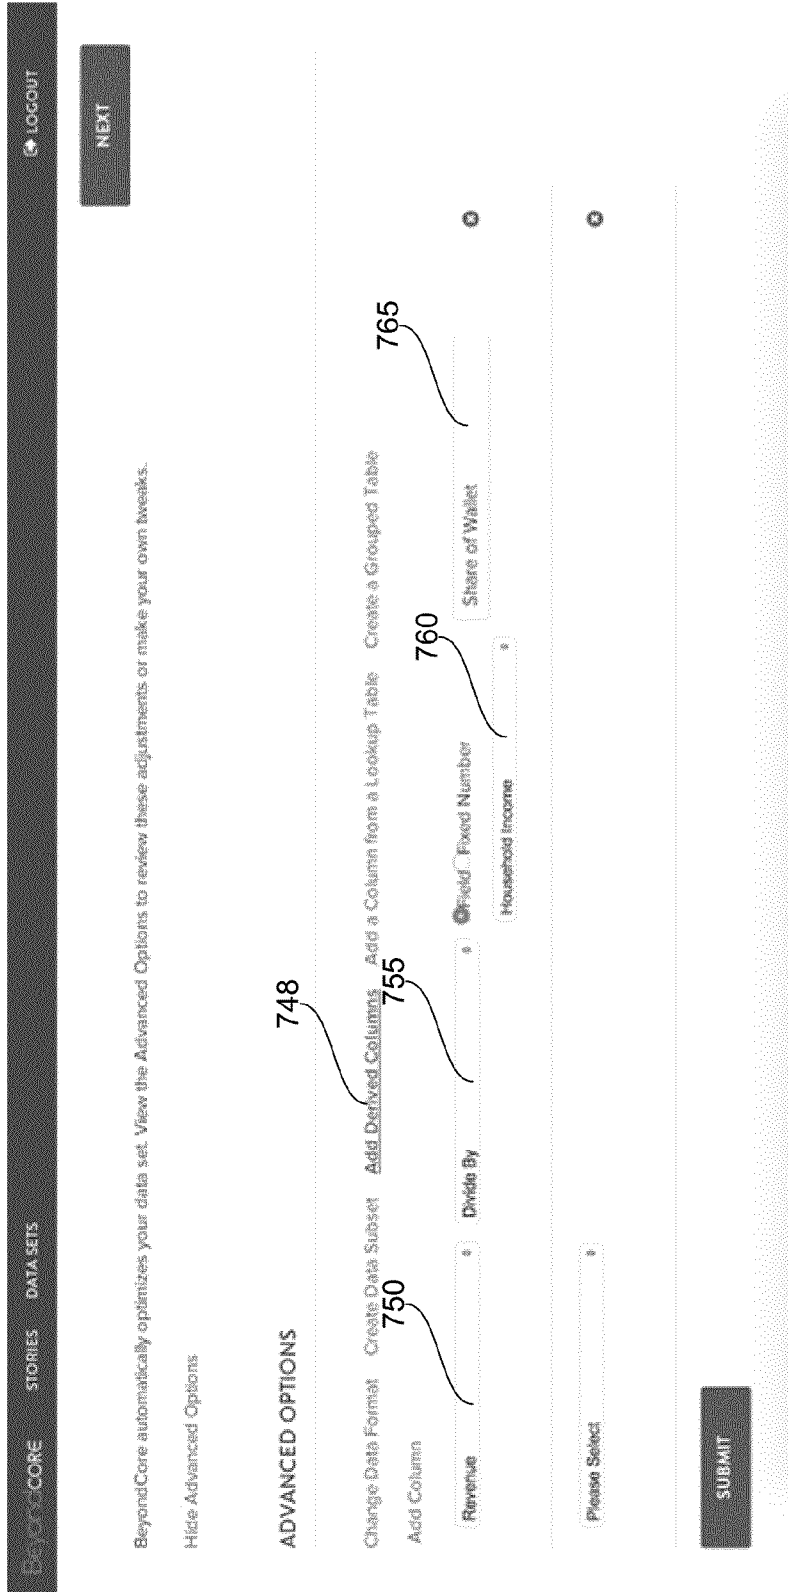 BeyondCORE STORIES DATA SETS LOGOUT
NEXT
BeyondCore automatically optimizes your data set. View the Advanced Options to review these adjustments or make your own tweaks.
Hide Advanced Options
ADVANCED OPTIONS
748
Change Data Format Create Data Subset Add Derived Columns Add a Column from a Lookup Table Create a Grouped Table
765
Add Column
750 755 760
Revenue Divide By Field Fixed Number Share of Wallet
Household Income
Please Select
SUBMIT